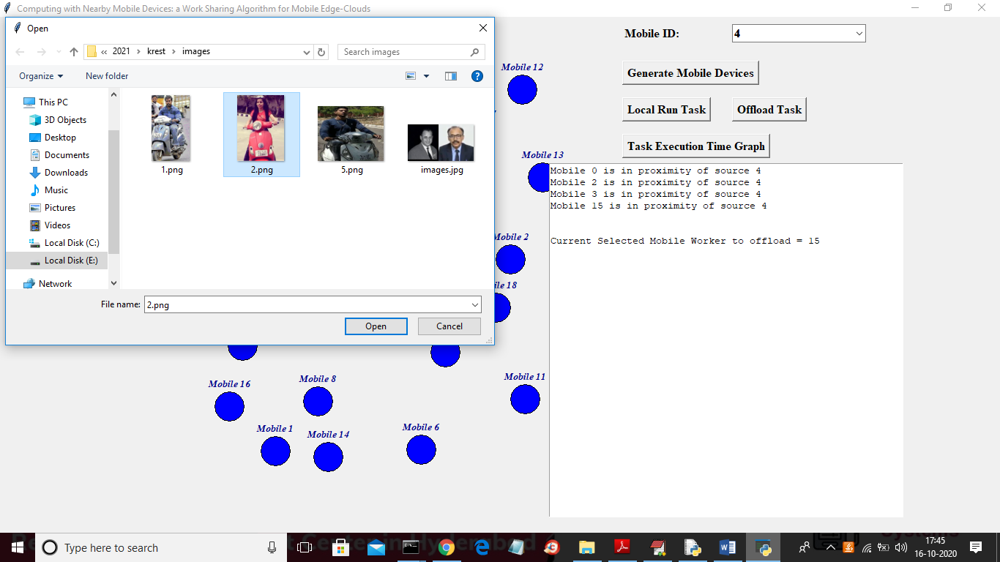 Computing with Nearby Mobile Devices: a Work Sharing Algorithm for Mobile Edge-Clouds
Open
« 2021 › krest › images
Search images
Organize
New folder
This PC
3D Objects
Desktop
Documents
Downloads
Music
Pictures
Videos
Local Disk (C:)
Local Disk (E:)
Network
1.png
2.png
5.png
images.jpg
File name:
2.png
Open
Cancel
Mobile ID:
4
Generate Mobile Devices
Local Run Task
Offload Task
Task Execution Time Graph
Mobile 0 is in proximity of source 4
Mobile 2 is in proximity of source 4
Mobile 3 is in proximity of source 4
Mobile 15 is in proximity of source 4
Current Selected Mobile Worker to offload = 15
Mobile 12
Mobile 13
Mobile 2
ile 18
Mobile 11
Mobile 16
Mobile 8
Mobile 1
Mobile 14
Mobile 6
Type here to search
17:45
16-10-2020